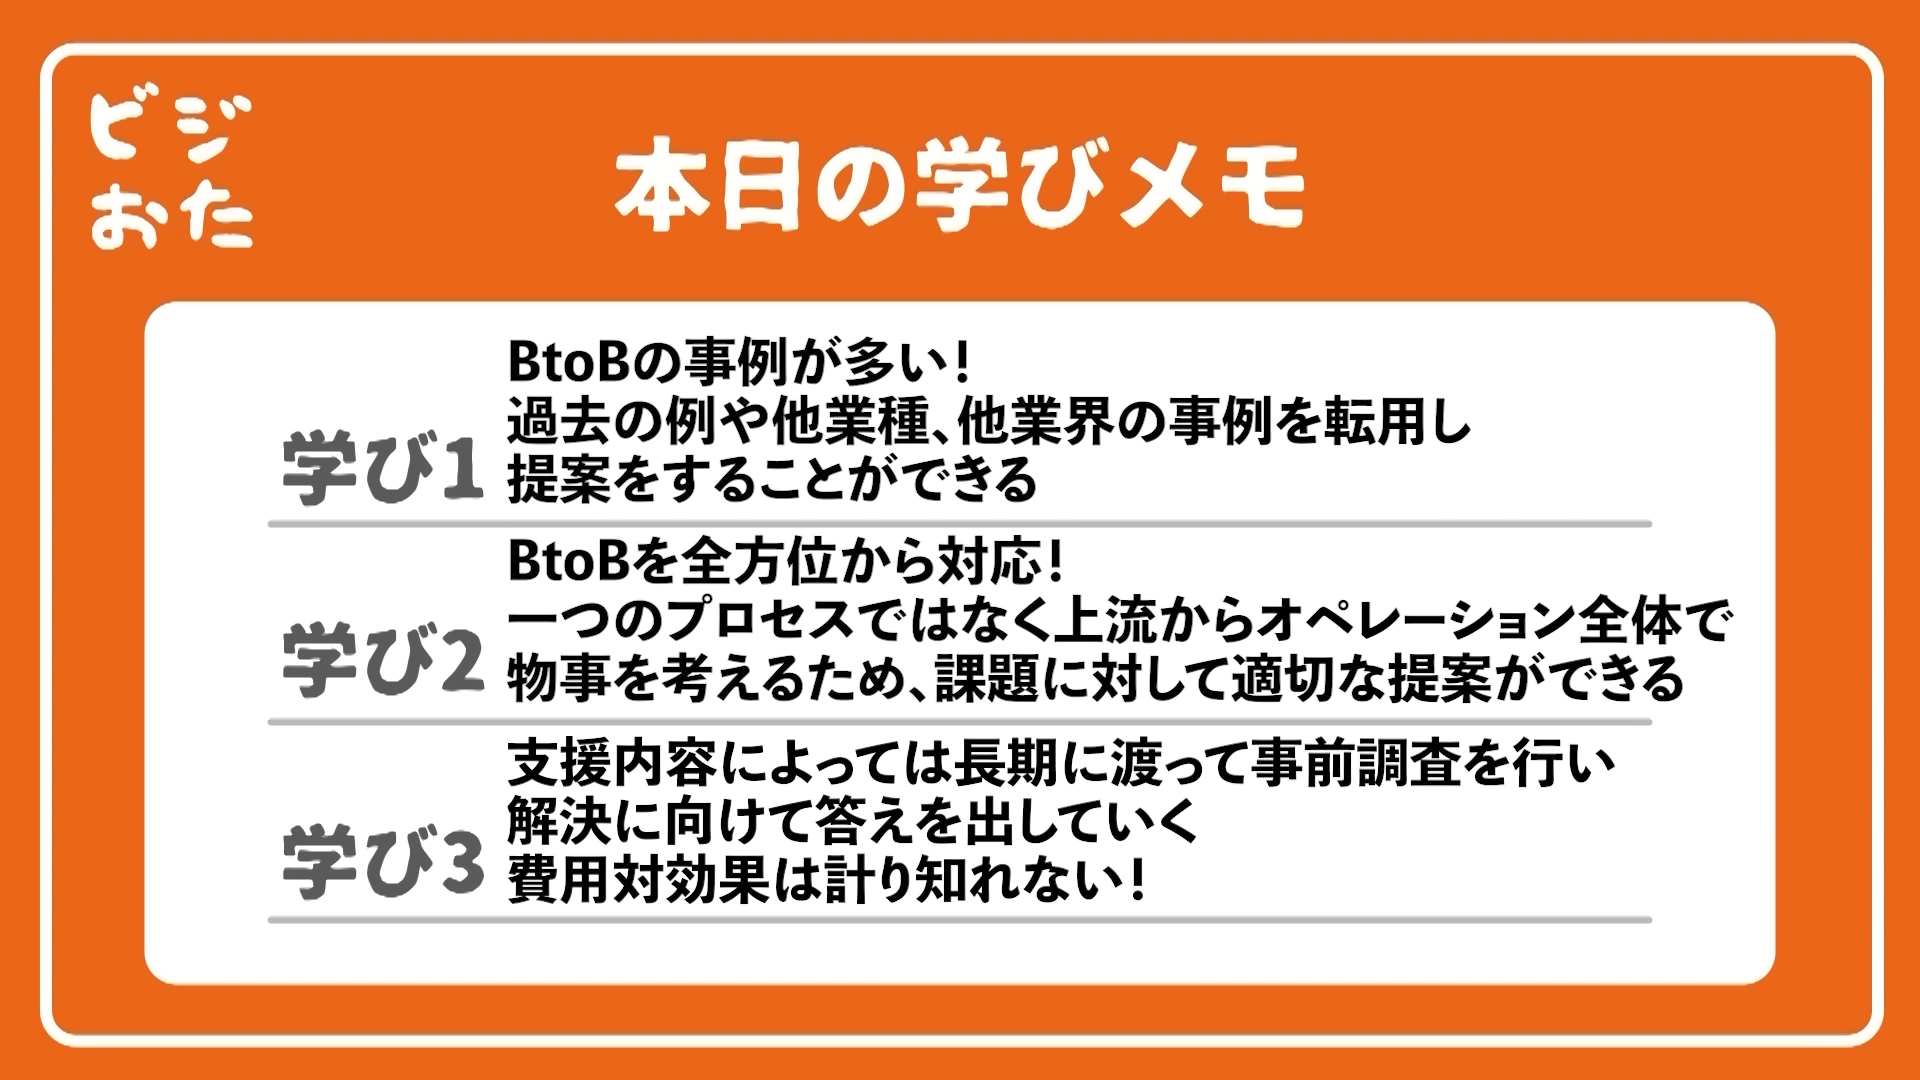 ビジ
おた
本日の学びメモ
学び1
BtoBの事例が多い！
過去の例や他業種、他業界の事例を転用し
提案をすることができる
学び2
BtoBを全方位から対応！
一つのプロセスではなく上流からオペレーション全体で
物事を考えるため、課題に対して適切な提案ができる
学び3
支援内容によっては長期に渡って事前調査を行い
解決に向けて答えを出していく
費用対効果は計り知れない！